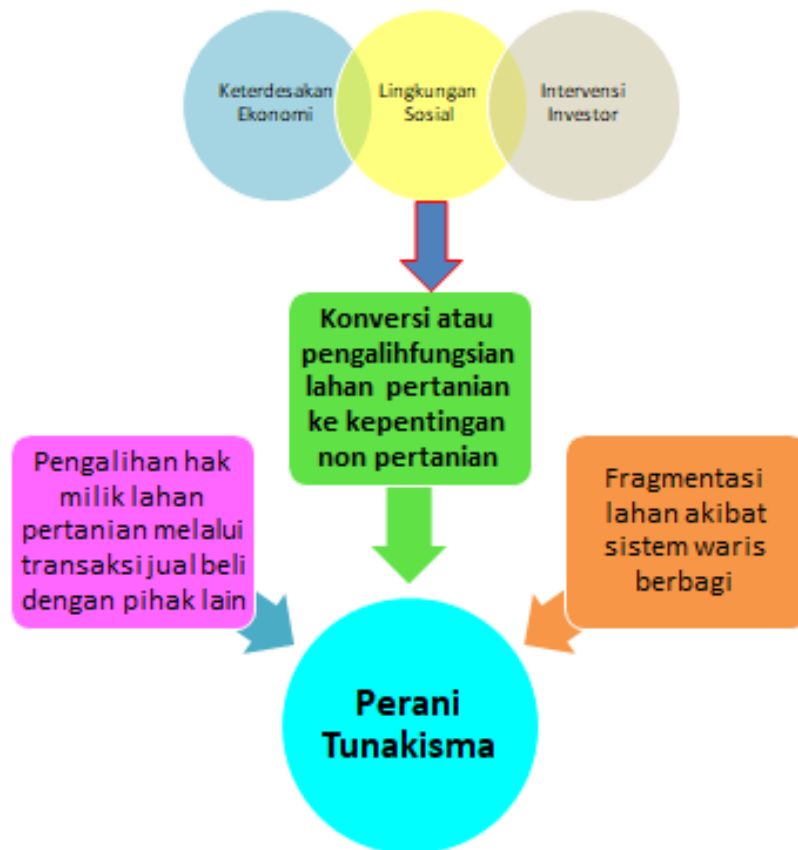 Keterdesakan
Ekonomi
Lingkungan
Sosial
Intervensi
Investor
Konversi atau
pengalihfungsian
lahan pertanian
ke kepentingan
non pertanian
Pengalihan hak
milik lahan
pertanian melalui
transaksi jual beli
dengan pihak lain
Fragmentasi
lahan akibat
sistem waris
berbagi
Perani
Tunakisma